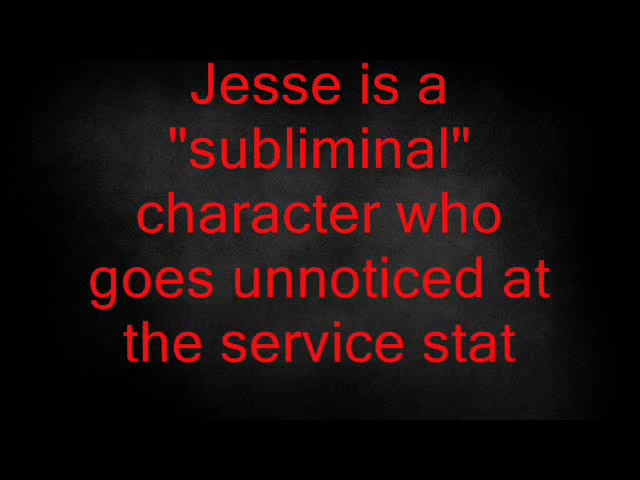 Jesse is a
"subliminal"
character who
goes unnoticed at
the service stat